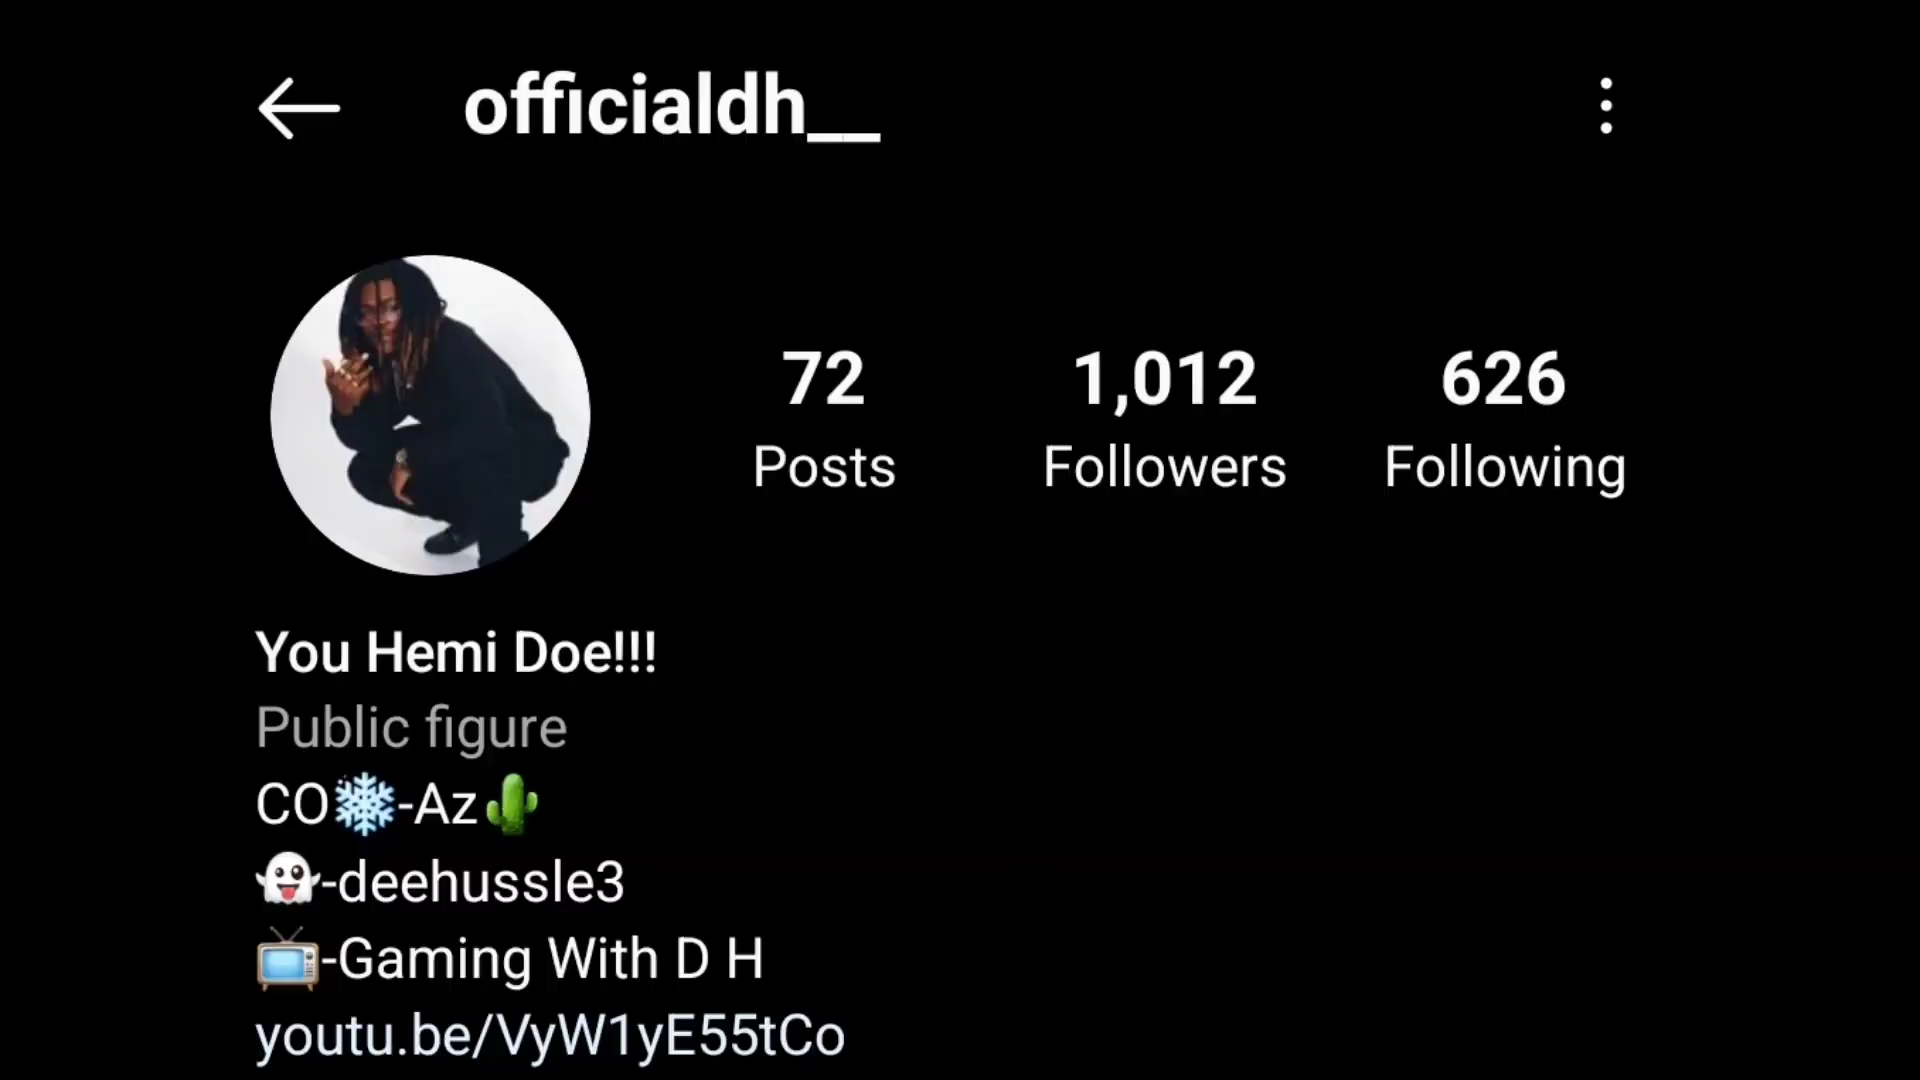 officialdh__
72
1,012
626
Posts
Followers
Following
You Hemi Doe!!!
Public figure
CO❄️-Az🌵
👻-deehussle3
📺-Gaming With D H
youtu.be/VyW1yE55tCo